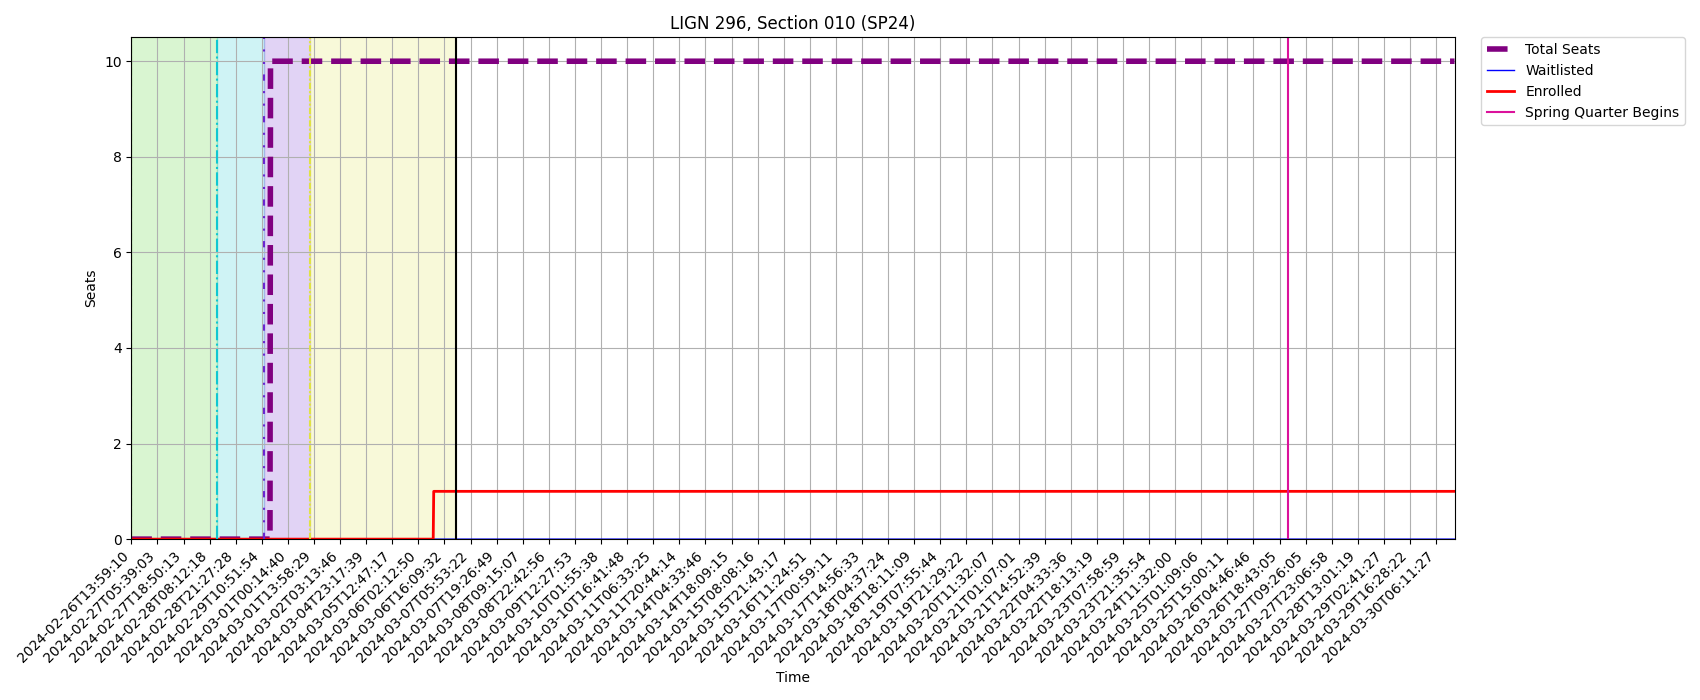 LIGN 296, Section 010 (SP24)
Total Seats
Waitlisted
Enrolled
Spring Quarter Begins
Seats
10
8
6
4
2
0
2024-02-26T13:59:10
2024-02-27T05:39:03
2024-02-27T18:50:13
2024-02-28T08:12:18
2024-02-28T21:27:28
2024-02-29T10:51:54
2024-03-01T00:14:40
2024-03-01T13:58:29
2024-03-02T03:13:46
2024-03-04T23:17:39
2024-03-05T12:47:17
2024-03-06T02:12:50
2024-03-06T16:09:32
2024-03-07T05:53:22
2024-03-07T19:26:49
2024-03-08T09:15:07
2024-03-08T22:42:56
2024-03-09T12:27:53
2024-03-10T01:55:38
2024-03-10T16:41:48
2024-03-11T06:33:25
2024-03-11T20:44:14
2024-03-14T04:33:46
2024-03-14T18:09:15
2024-03-15T08:08:16
2024-03-15T21:43:17
2024-03-16T11:24:51
2024-03-17T00:59:11
2024-03-17T14:56:33
2024-03-18T04:37:24
2024-03-18T18:11:09
2024-03-19T07:55:44
2024-03-19T21:29:22
2024-03-20T11:32:07
2024-03-21T01:07:01
2024-03-21T14:52:39
2024-03-22T04:33:36
2024-03-22T18:13:19
2024-03-23T07:58:59
2024-03-23T21:35:54
2024-03-24T11:32:00
2024-03-25T01:09:06
2024-03-25T15:00:11
2024-03-26T04:46:46
2024-03-26T18:43:05
2024-03-27T09:26:05
2024-03-27T23:06:58
2024-03-28T13:01:19
2024-03-29T02:41:27
2024-03-29T16:28:22
2024-03-30T06:11:27
Time